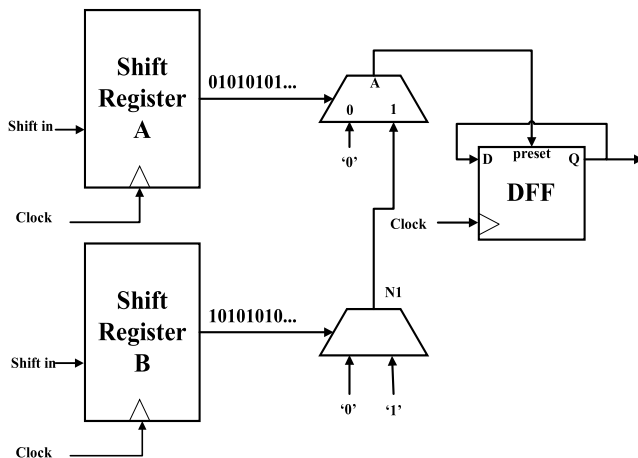 Shift
Register
A
Shift in
Clock
01010101...
A
0 1
‘0’
D preset Q
DFF
Clock
Shift
Register
B
Shift in
Clock
10101010...
N1
‘0’ ‘1’